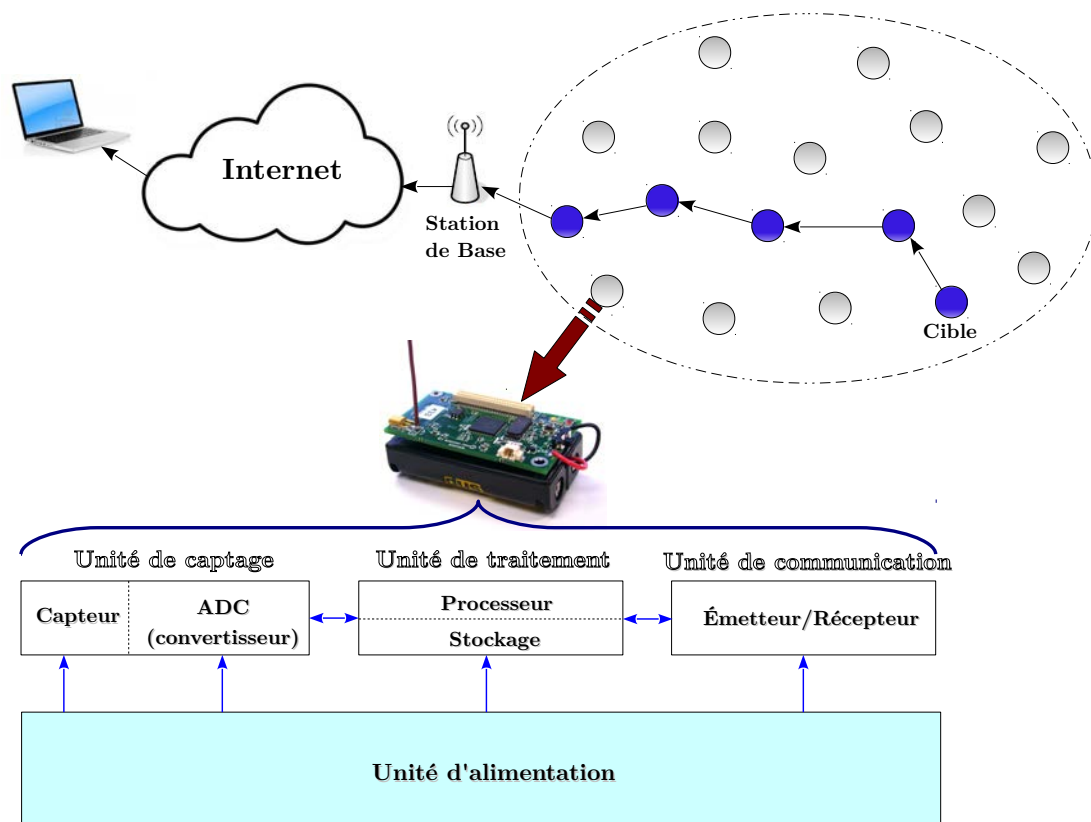 Internet
Station
de Base
Cible
Unité de captage
Unité de traitement
Unité de communication
Capteur
ADC
(convertisseur)
Processeur
Stockage
Émetteur/Récepteur
Unité d'alimentation